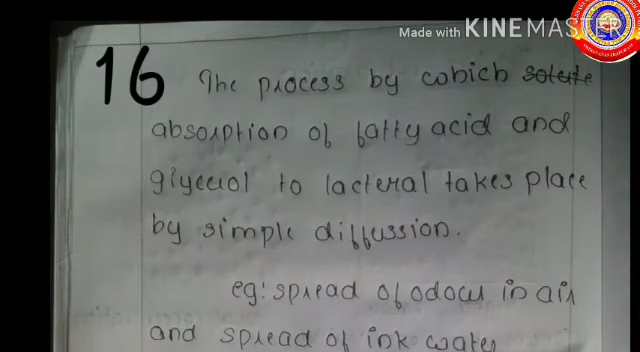 Made with KINEMASTER
16 The process by which solute
absorption of fatty acid and
glycerol to lacteral takes place
by simple diffussion.
eg: spread of odour in air
and spread of ink water